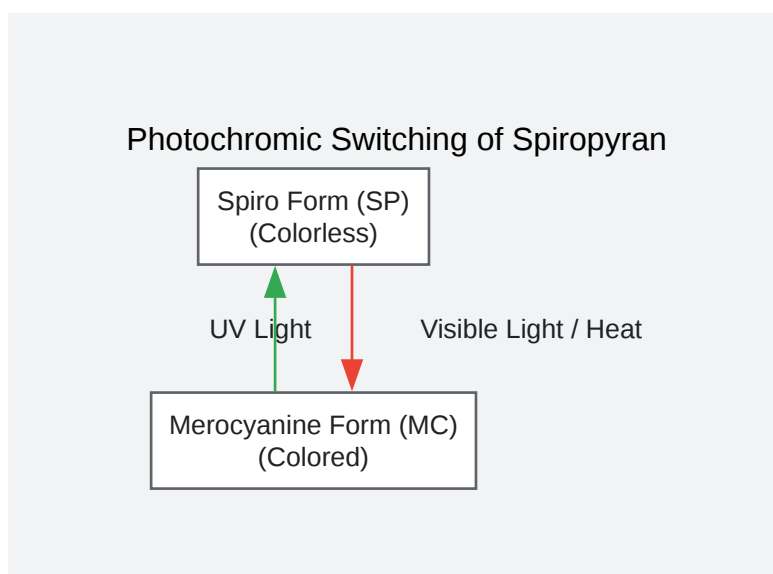 Photochromic Switching of Spiropyran
Spiro Form (SP)
(Colorless)
UV Light
Visible Light / Heat
Merocyanine Form (MC)
(Colored)